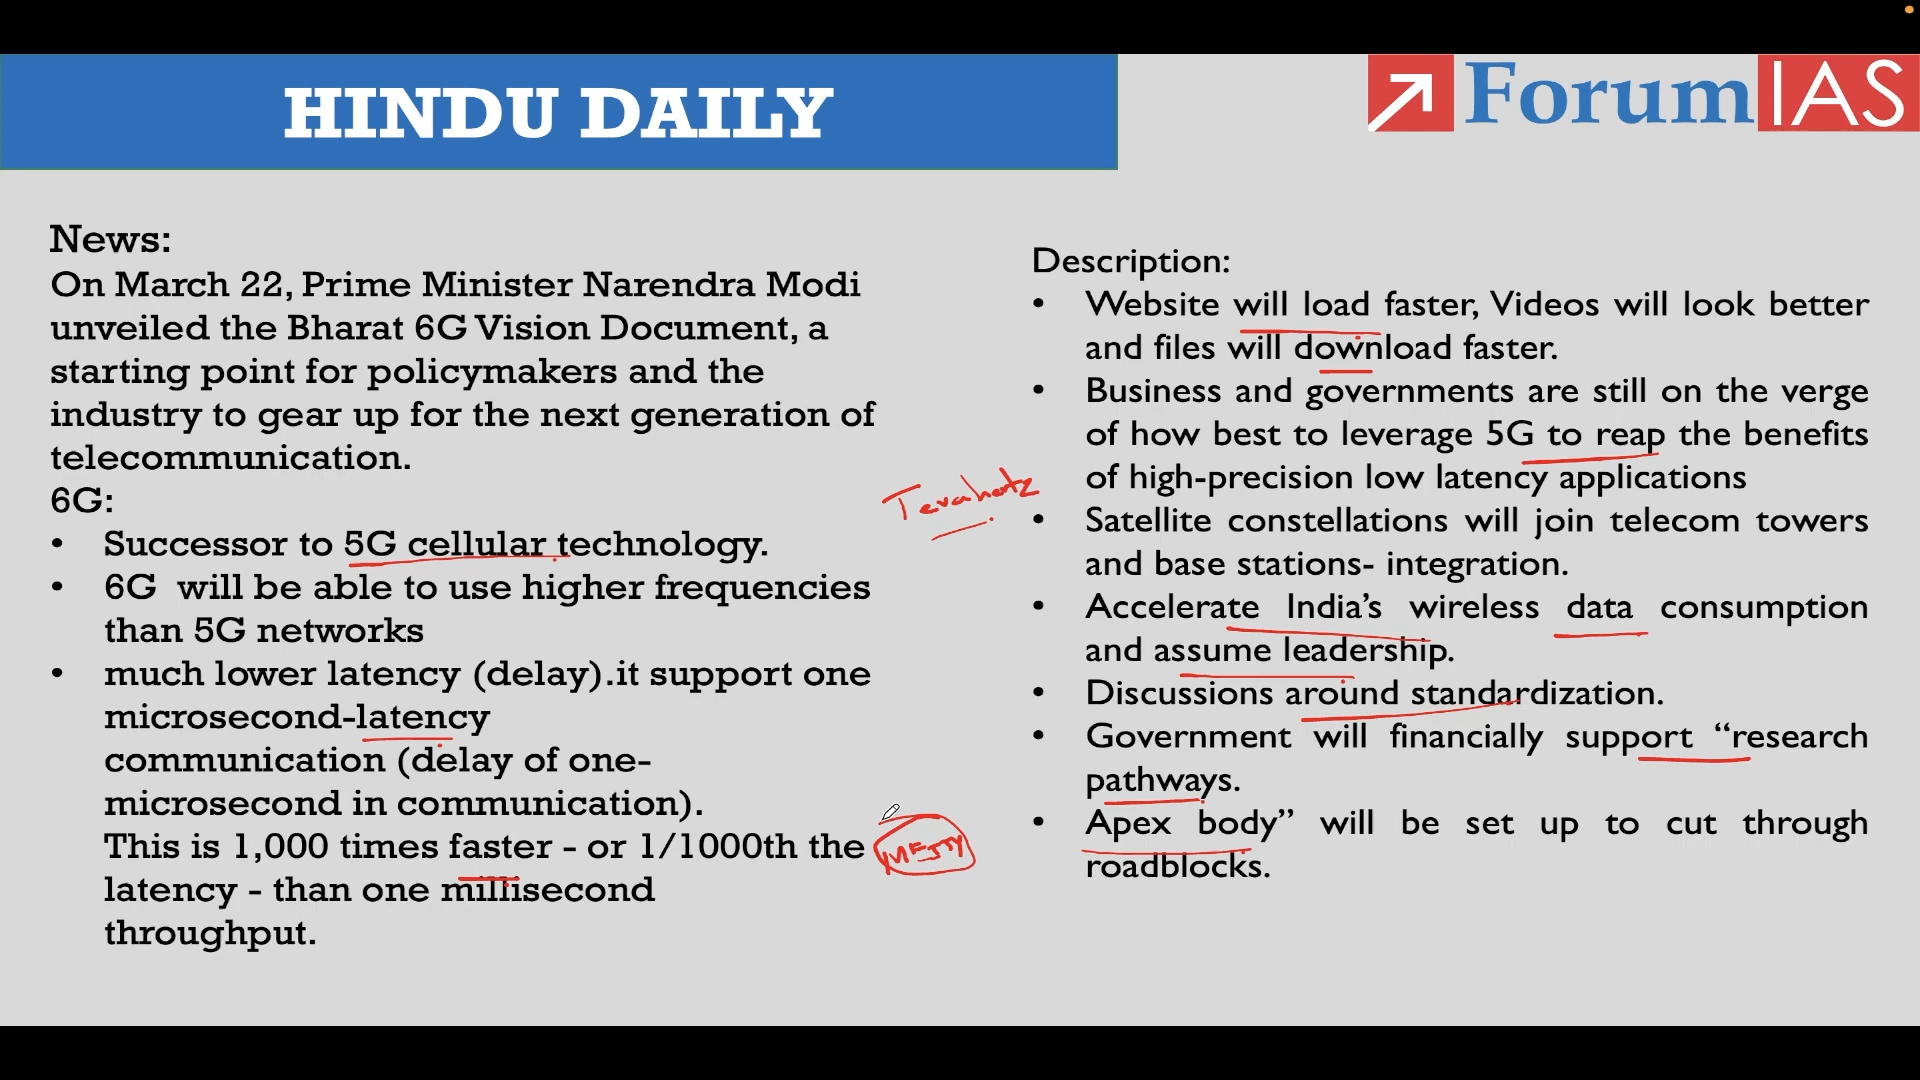 HINDU DAILY
Forum IAS
News:
On March 22, Prime Minister Narendra Modi
unveiled the Bharat 6G Vision Document, a
starting point for policymakers and the
industry to gear up for the next generation of
telecommunication.
6G:
• Successor to 5G cellular technology.
• 6G will be able to use higher frequencies
than 5G networks
• much lower latency (delay).it support one
microsecond-latency
communication (delay of one-
microsecond in communication).
This is 1,000 times faster - or 1/1000th the
latency - than one millisecond
throughput.
Terahertz
Description:
• Website will load faster, Videos will look better
and files will download faster.
• Business and governments are still on the verge
of how best to leverage 5G to reap the benefits
of high-precision low latency applications
• Satellite constellations will join telecom towers
and base stations- integration.
• Accelerate India’s wireless data consumption
and assume leadership.
• Discussions around standardization.
• Government will financially support “research
pathways.
• Apex body” will be set up to cut through
roadblocks.